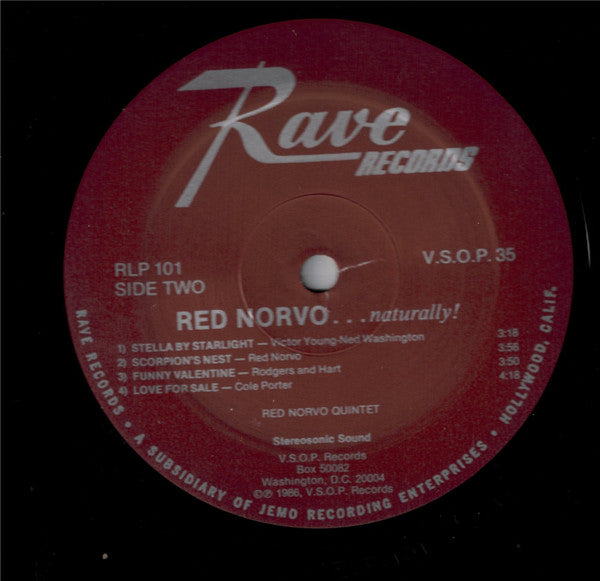 Rave
RECORDS
RLP 101
SIDE TWO
V.S.O.P. 35
RED NORVO...naturally!
1) STELLA BY STARLIGHT — Victor Young-Ned Washington 3:18
2) SCORPION'S NEST — Red Norvo 3:56
3) FUNNY VALENTINE — Rodgers and Hart 3:50
4) LOVE FOR SALE — Cole Porter 4:18
RED NORVO QUINTET
Stereosonic Sound
V.S.O.P. Records
Box 50082
Washington, D.C. 20004
©℗ 1986, V.S.O.P. Records
RAVE RECORDS • A SUBSIDIARY OF JEMO RECORDING ENTERPRISES • HOLLYWOOD, CALIF.